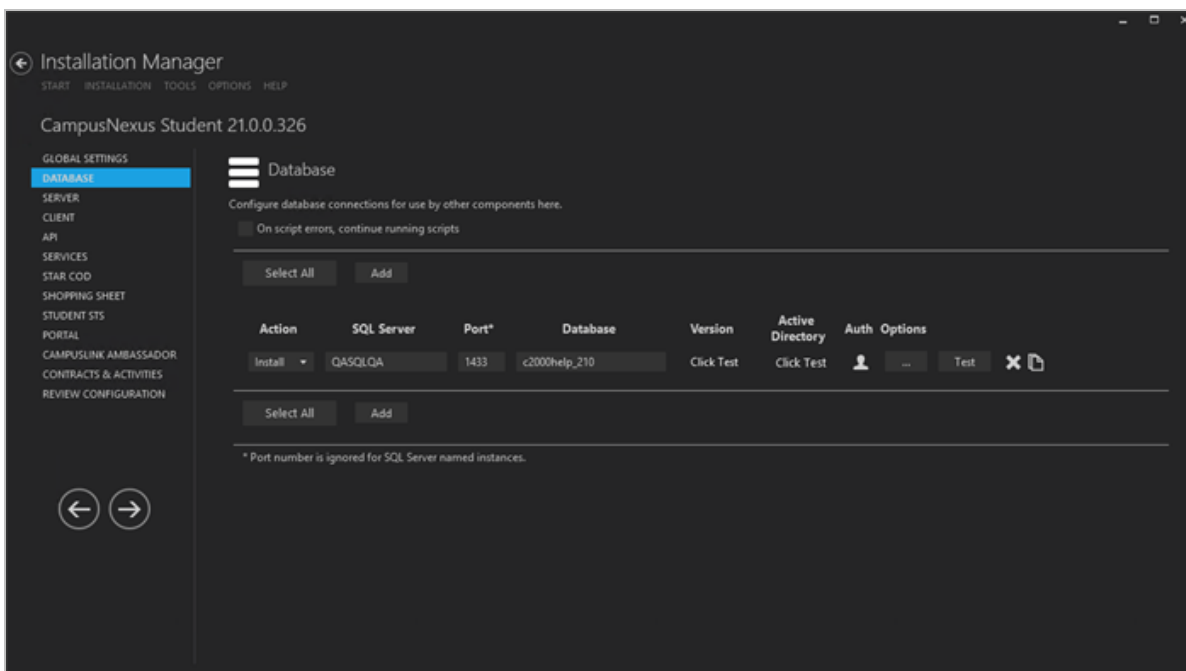 Installation Manager
START INSTALLATION TOOLS OPTIONS HELP
CampusNexus Student 21.0.0.326
GLOBAL SETTINGS
DATABASE
SERVER
CLIENT
API
SERVICES
STAR COD
SHOPPING SHEET
STUDENT STS
PORTAL
CAMPUSLINK AMBASSADOR
CONTRACTS & ACTIVITIES
REVIEW CONFIGURATION
Database
Configure database connections for use by other components here.
On script errors, continue running scripts
Select All Add
Action SQL Server Port* Database Version Active Directory Auth Options
Install QASQLQA 1433 c2000help_210 Click Test Click Test ... Test
Select All Add
* Port number is ignored for SQL Server named instances.